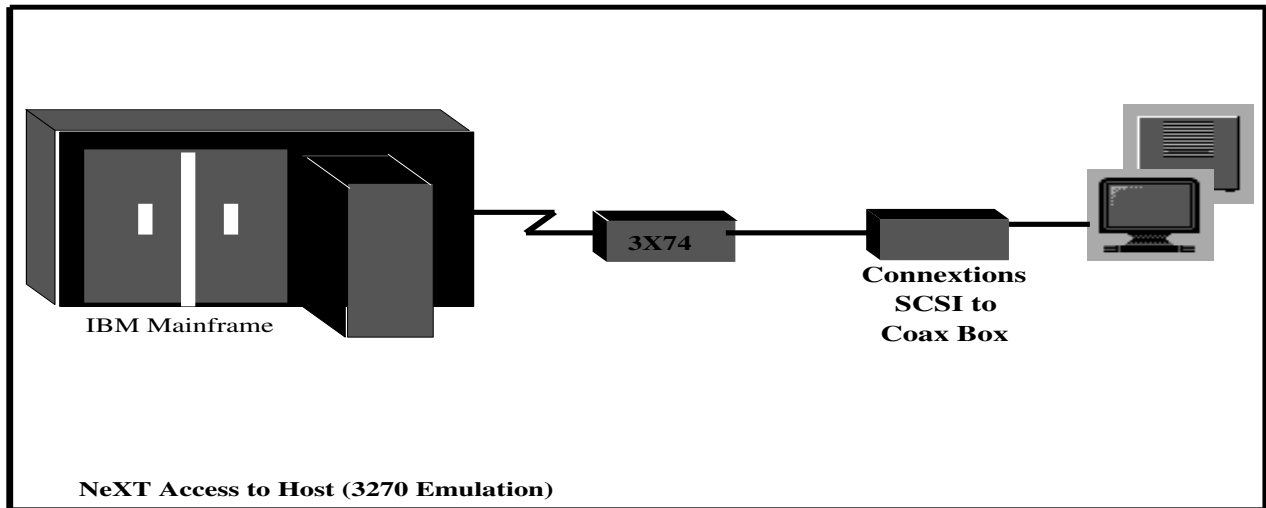 IBM Mainframe
3X74
Connextions
SCSI to
Coax Box
NeXT Access to Host (3270 Emulation)